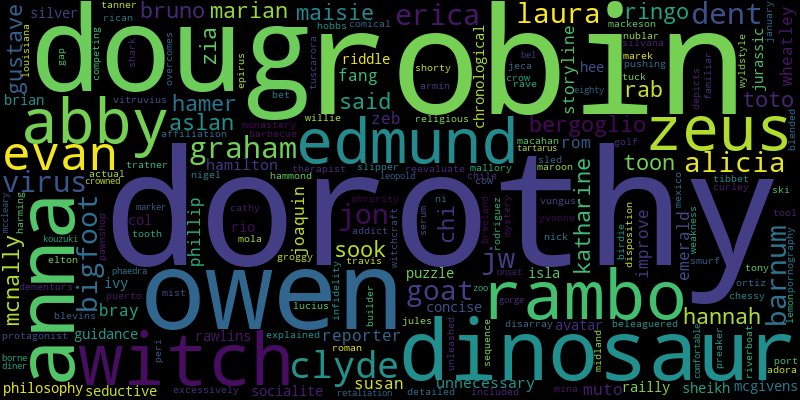 tanner silver rican bruno marian maisie erica ringo dent january mackeson
gustave louisiana gap competing doug shark overcomes zia epirus hobbs comical riddle fang robin laura chronological storyline bel jeca crow rave shorty armin hee eighty nublar silvana marek pushing tuck depicts familiar wyldstyle jurassic wheatley
brian vitruvius hamer bet tuscarora said willie religious zeb rab toto blended
abby aslan affiliation monastery barbecue edmund macahan tartarus bergoglio zeus golf
evan tratner graham therapist slipper reevaluate mallory rom sled maroon toon alicia
virus actual crowned hamilton nigel hammond leopold chile cow katharine tibbet curley ski
mccleary harming anna bigfoot marker tooth col phillip dorothy cathy rio mola addict joaquin sorority jon witchcraft serum ni chi breeland rodriguez mystery vungus yvonne nick birdie disposition improve weakness emerald mexico smurf tool
mcnally kouzuki elton pawnshop phaedra groggy travis sook jw puzzle isla tony barnum lemon pornography
dementors ivy puerto mist owen lucius infidelity builder goat zoo onset gorge rambo ortiz chessy
protagonist blevins bray peri concise hannah
borne diner guidance witch rawlins explained reporter roman jules unleashed sequence disarray avatar beleaguered dinosaur midland comfortable preaker riverboat port adora
philosophy seductive excessively socialite clyde susan retaliation detailed unnecessary included mina muto railly sheikh mcgivens